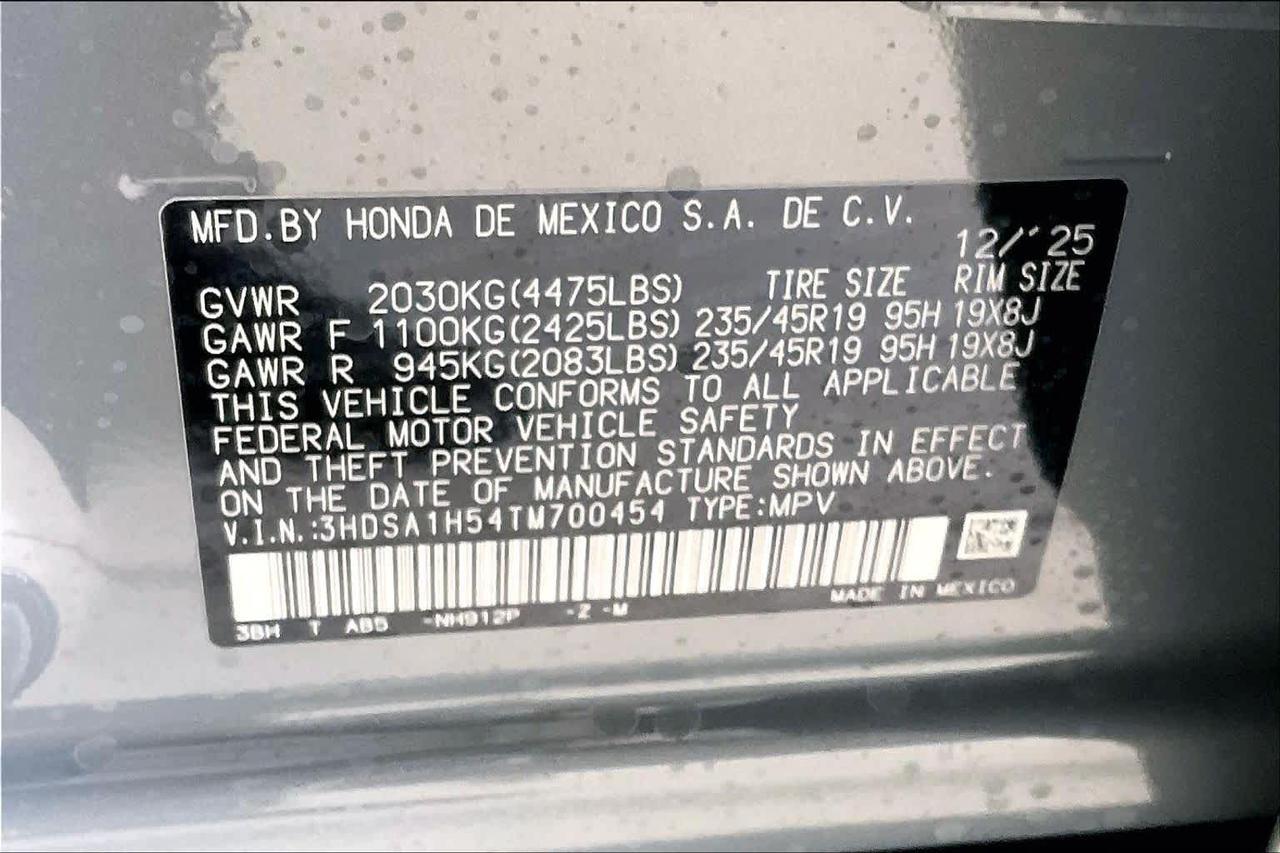 MFD.BY HONDA DE MEXICO S.A. DE C.V.
12/'25
GVWR 2030KG(4475LBS) TIRE SIZE RIM SIZE
GAWR F 1100KG(2425LBS) 235/45R19 95H 19X8J
GAWR R 945KG(2083LBS) 235/45R19 95H 19X8J
THIS VEHICLE CONFORMS TO ALL APPLICABLE
FEDERAL MOTOR VEHICLE SAFETY
AND THEFT PREVENTION STANDARDS IN EFFECT
ON THE DATE OF MANUFACTURE SHOWN ABOVE.
V.I.N.:3HDSA1H54TM700454 TYPE:MPV
3BH T AB5 -NH912P -Z -M MADE IN MEXICO